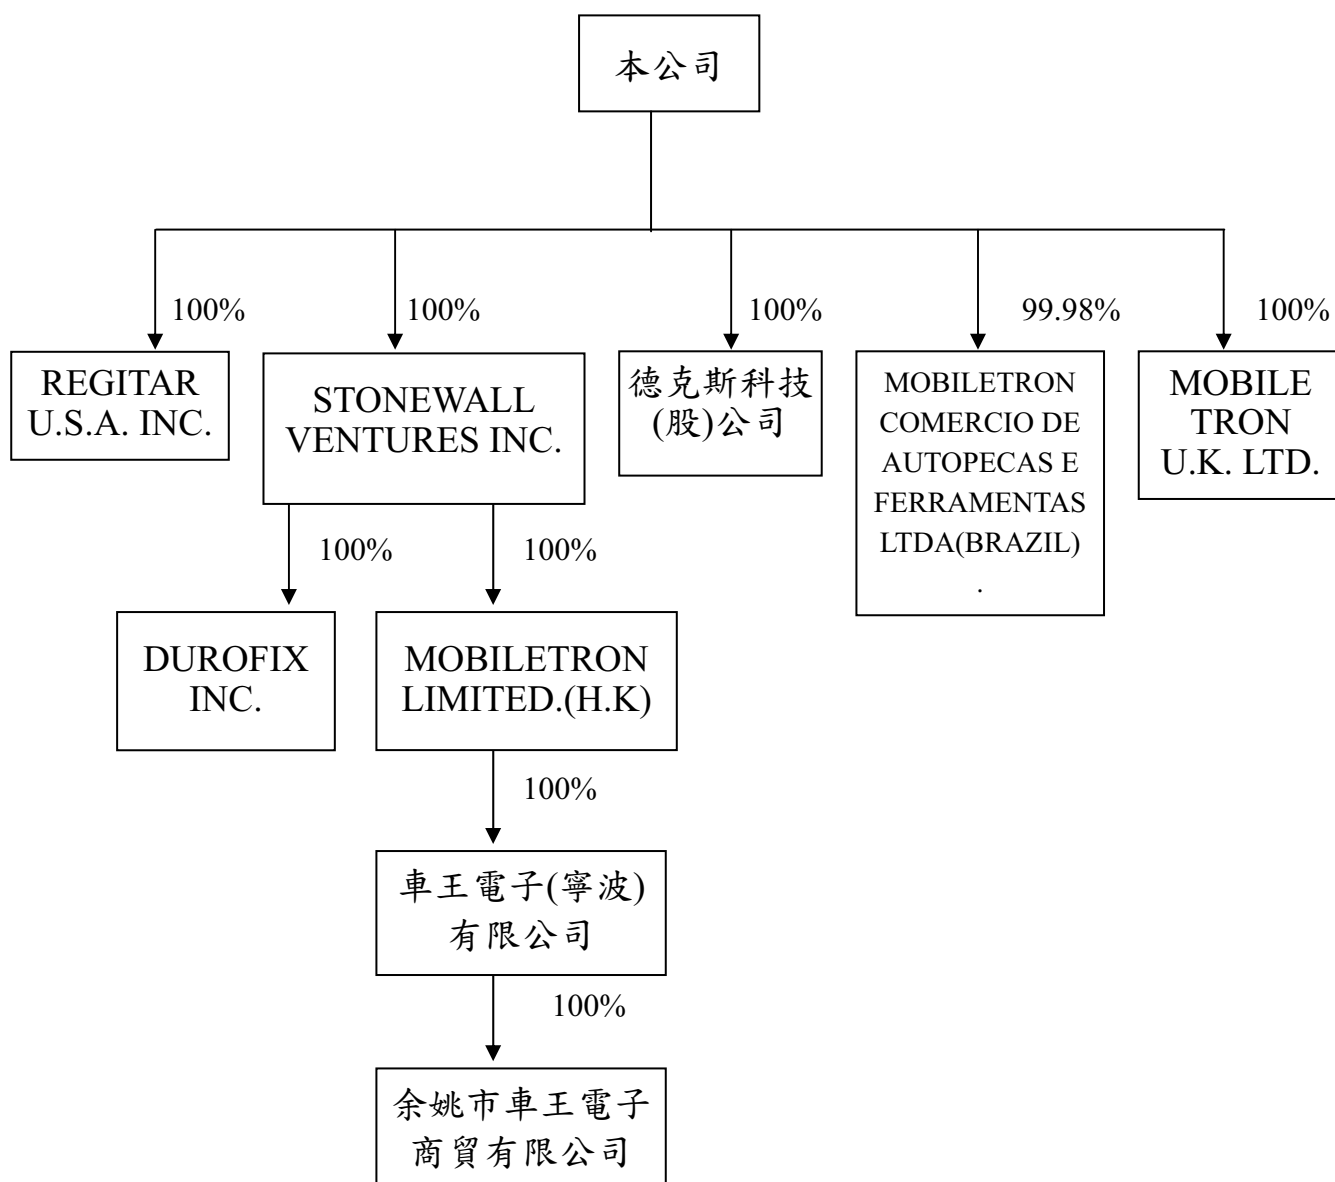 本公司
100%
100%
100%
99.98%
100%
REGITAR
U.S.A. INC.
STONEWALL
VENTURES INC.
德克斯科技
(股)公司
MOBILETRON
COMERCIO DE
AUTOPECAS E
FERRAMENTAS
LTDA(BRAZIL)
.
MOBILE
TRON
U.K. LTD.
100%
100%
DUROFIX
INC.
MOBILETRON
LIMITED.(H.K)
100%
車王電子(寧波)
有限公司
100%
余姚市車王電子
商貿有限公司